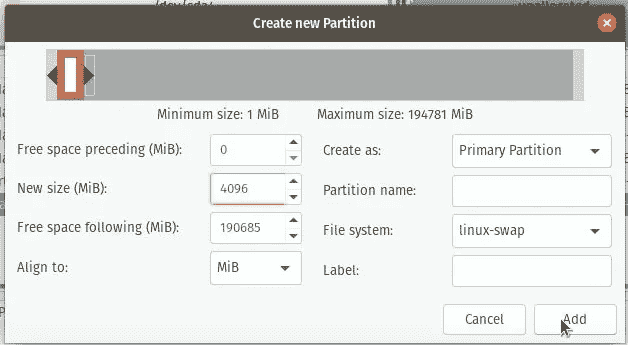 Create new Partition
Minimum size: 1 MiB Maximum size: 194781 MiB
Free space preceding (MiB): 0 Create as: Primary Partition
New size (MiB): 4096 Partition name:
Free space following (MiB): 190685 File system: linux-swap
Align to: MiB Label:
Cancel Add